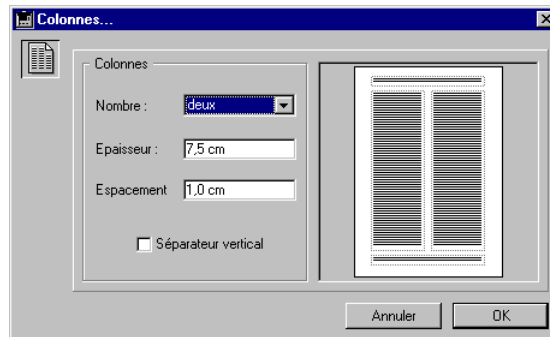 Colonnes...
Colonnes
Nombre :
deux
Epaisseur :
7,5 cm
Espacement
1,0 cm
Séparateur vertical
Annuler
OK